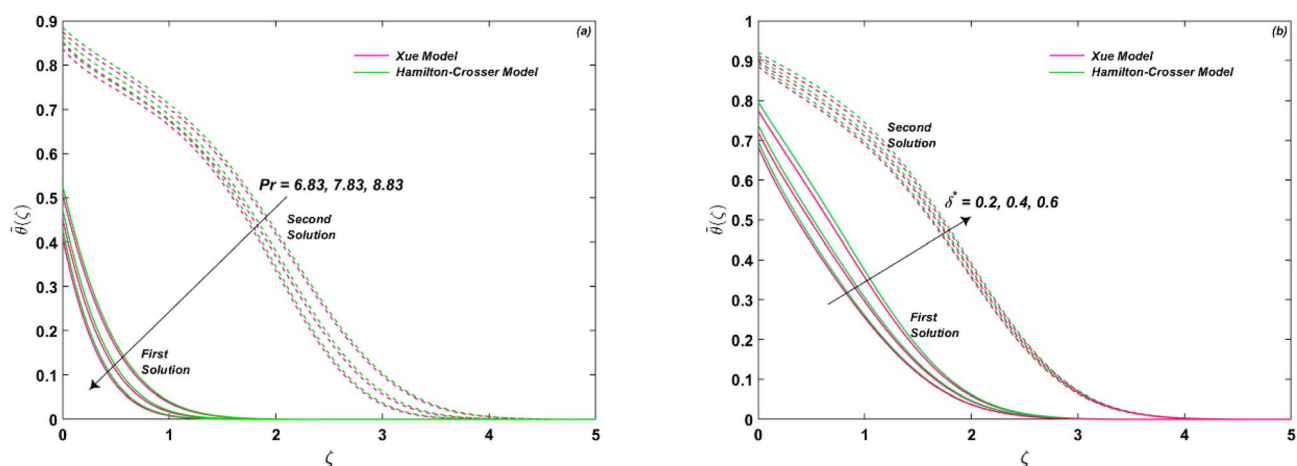 (a)
Xue Model
Hamilton-Crosser Model
Pr = 6.83, 7.83, 8.83
Second
Solution
First
Solution
0.9
0.8
0.7
0.6
0.5
0.4
0.3
0.2
0.1
0
θ̄(ζ)
0 1 2 3 4 5
ζ
(b)
Xue Model
Hamilton-Crosser Model
Second
Solution
δ* = 0.2, 0.4, 0.6
First
Solution
1
0.9
0.8
0.7
0.6
0.5
0.4
0.3
0.2
0.1
0
θ̄(ζ)
0 1 2 3 4 5
ζ